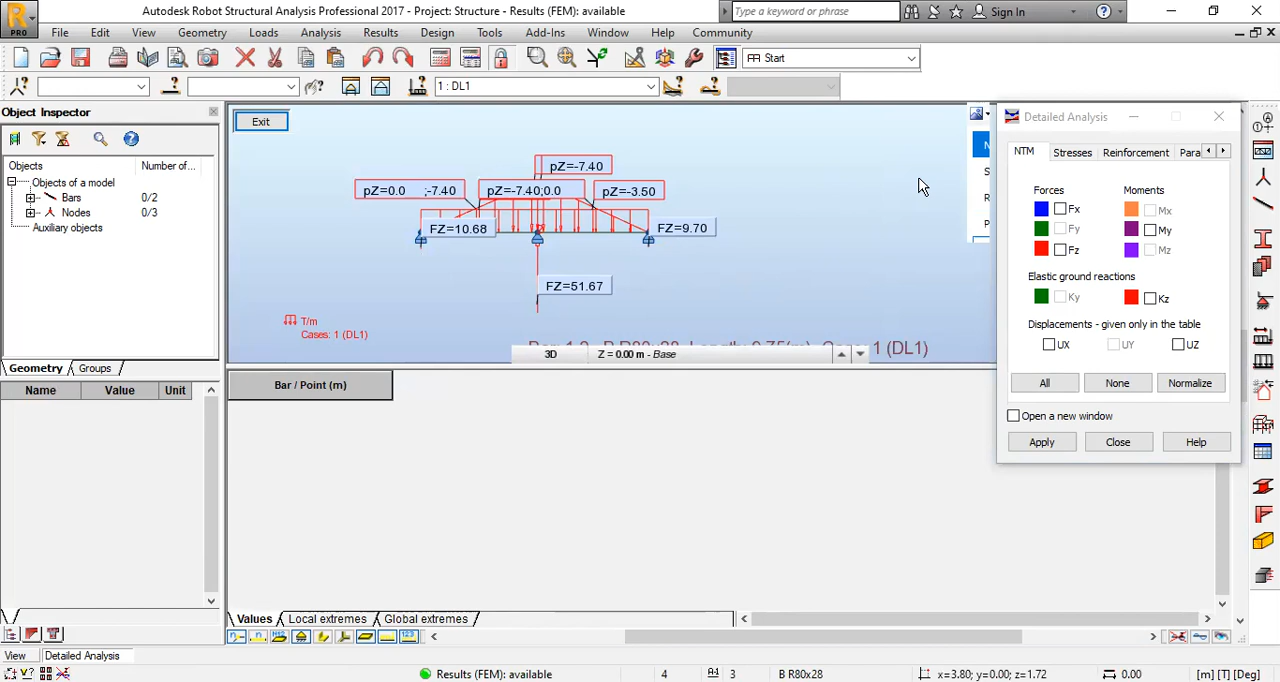 Autodesk Robot Structural Analysis Professional 2017 - Project: Structure - Results (FEM): available
Type a keyword or phrase
Sign In
PRO
File Edit View Geometry Loads Analysis Results Design Tools Add-Ins Window Help Community
Start
1 : DL1
Object Inspector
Objects Number of...
Objects of a model
Bars 0/2
Nodes 0/3
Auxiliary objects
Geometry Groups
Name Value Unit
Exit
pZ=-7.40
pZ=0.0 ;-7.40
pZ=-7.40;0.0
pZ=-3.50
FZ=10.68
FZ=9.70
FZ=51.67
T/m
Cases: 1 (DL1)
3D
Z = 0.00 m - Base
1 (DL1)
Bar / Point (m)
Detailed Analysis
NTM Stresses Reinforcement Para
Forces Moments
Fx Mx
Fy My
Fz Mz
Elastic ground reactions
Ky Kz
Displacements - given only in the table
UX UY UZ
All None Normalize
Open a new window
Apply Close Help
Values Local extremes Global extremes
View Detailed Analysis
Results (FEM): available
4
3
B R80x28
x=3.80; y=0.00; z=1.72
0.00
[m] [T] [Deg]